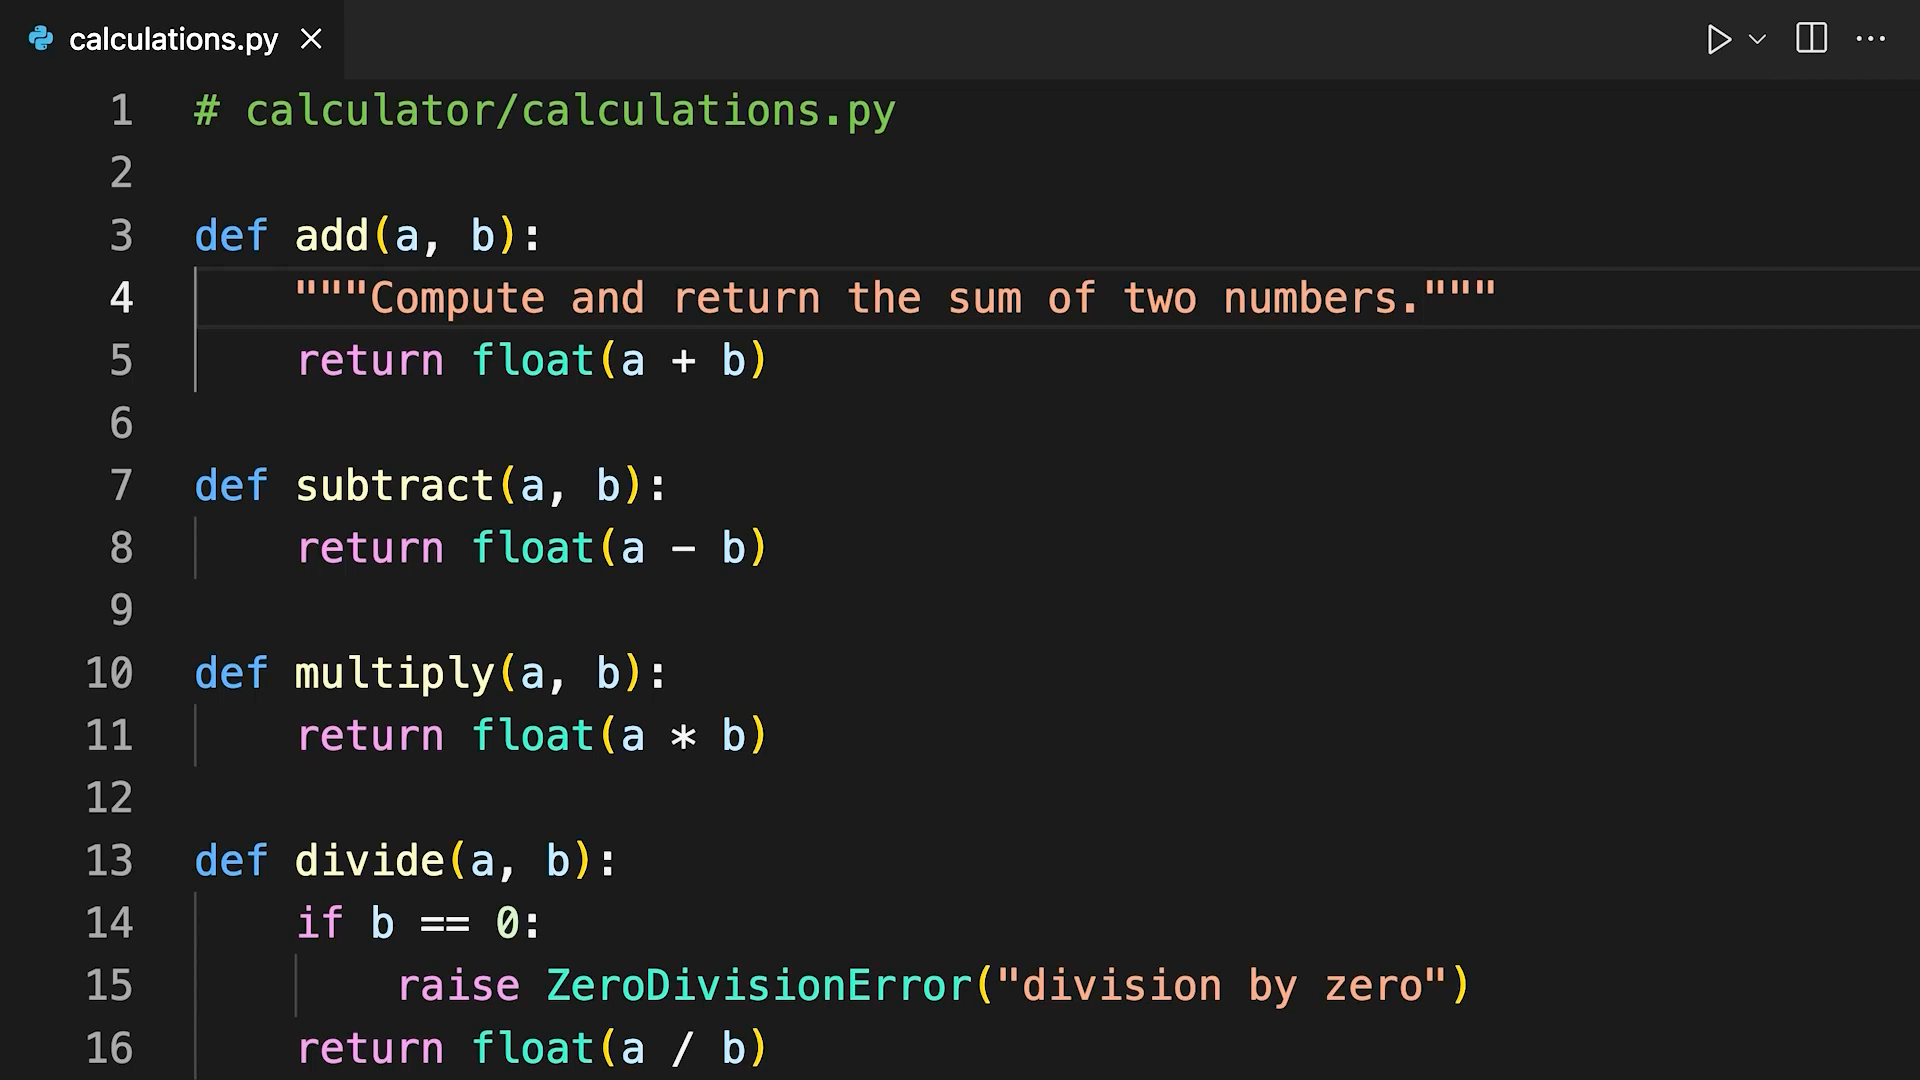 calculations.py
1 # calculator/calculations.py
2
3 def add(a, b):
4     """Compute and return the sum of two numbers."""
5     return float(a + b)
6
7 def subtract(a, b):
8     return float(a - b)
9
10 def multiply(a, b):
11     return float(a * b)
12
13 def divide(a, b):
14     if b == 0:
15         raise ZeroDivisionError("division by zero")
16     return float(a / b)